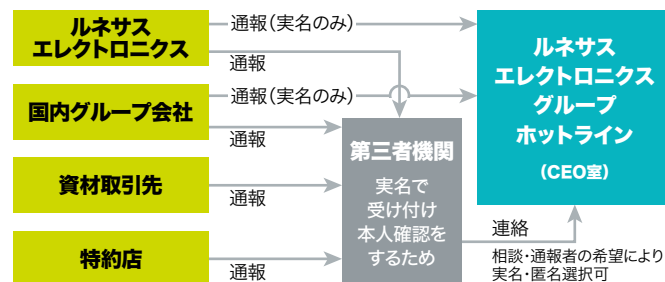 ルネサス
エレクトロニクス
通報(実名のみ)
通報
国内グループ会社
通報(実名のみ)
通報
資材取引先
通報
特約店
通報
第三者機関
実名で
受け付け
本人確認を
するため
ルネサス
エレクトロニクス
グループ
ホットライン
(CEO室)
連絡
相談・通報者の希望により
実名・匿名選択可